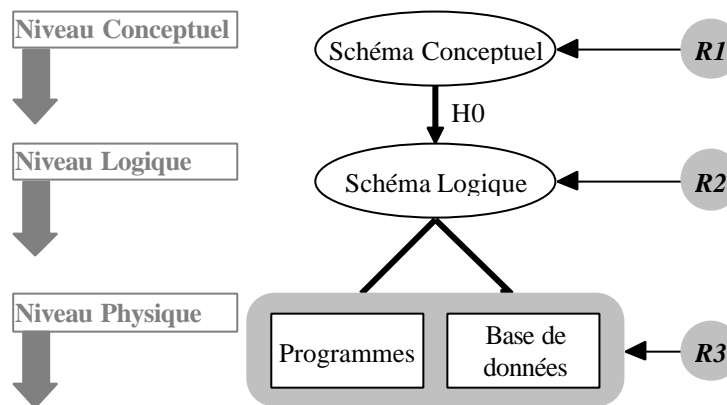 Niveau Conceptuel
Schéma Conceptuel
R1
H0
Niveau Logique
Schéma Logique
R2
Niveau Physique
Programmes
Base de
données
R3